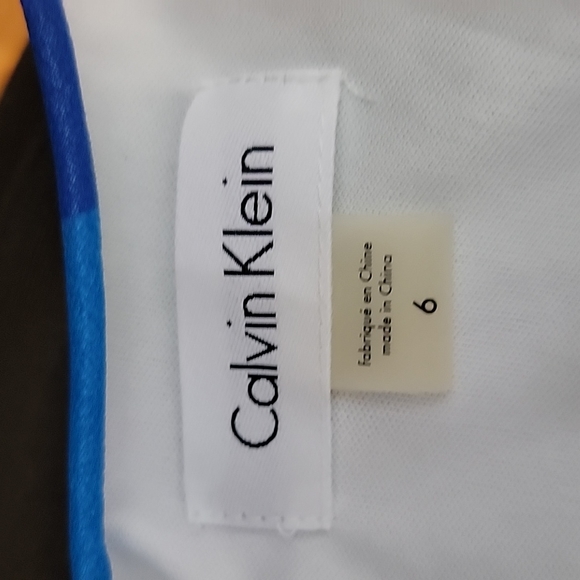 Calvin Klein
fabriqué en Chine
made in China
6